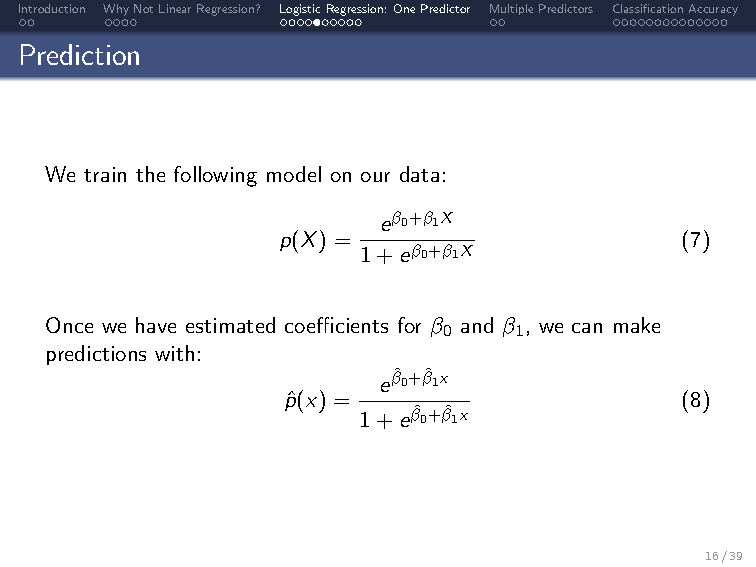 Introduction Why Not Linear Regression? Logistic Regression: One Predictor Multiple Predictors Classification Accuracy
Prediction
We train the following model on our data:
p(X) = e^{β₀+β₁X} / (1 + e^{β₀+β₁X}) (7)
Once we have estimated coefficients for β₀ and β₁, we can make
predictions with:
p̂(x) = e^{β̂₀+β̂₁x} / (1 + e^{β̂₀+β̂₁x}) (8)
16 / 39